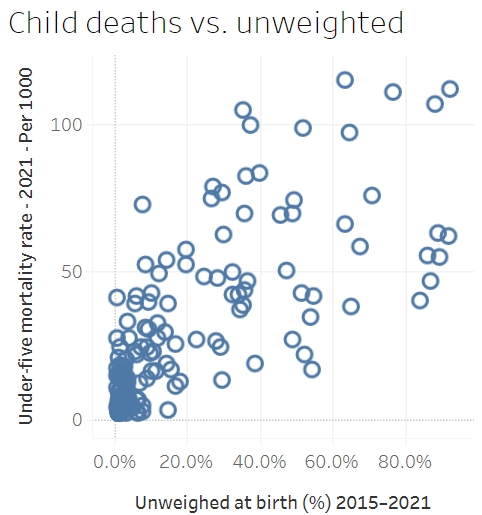 Child deaths vs. unweighted
Under-five mortality rate - 2021 - Per 1000
100
50
0
0.0% 20.0% 40.0% 60.0% 80.0%
Unweighed at birth (%) 2015–2021